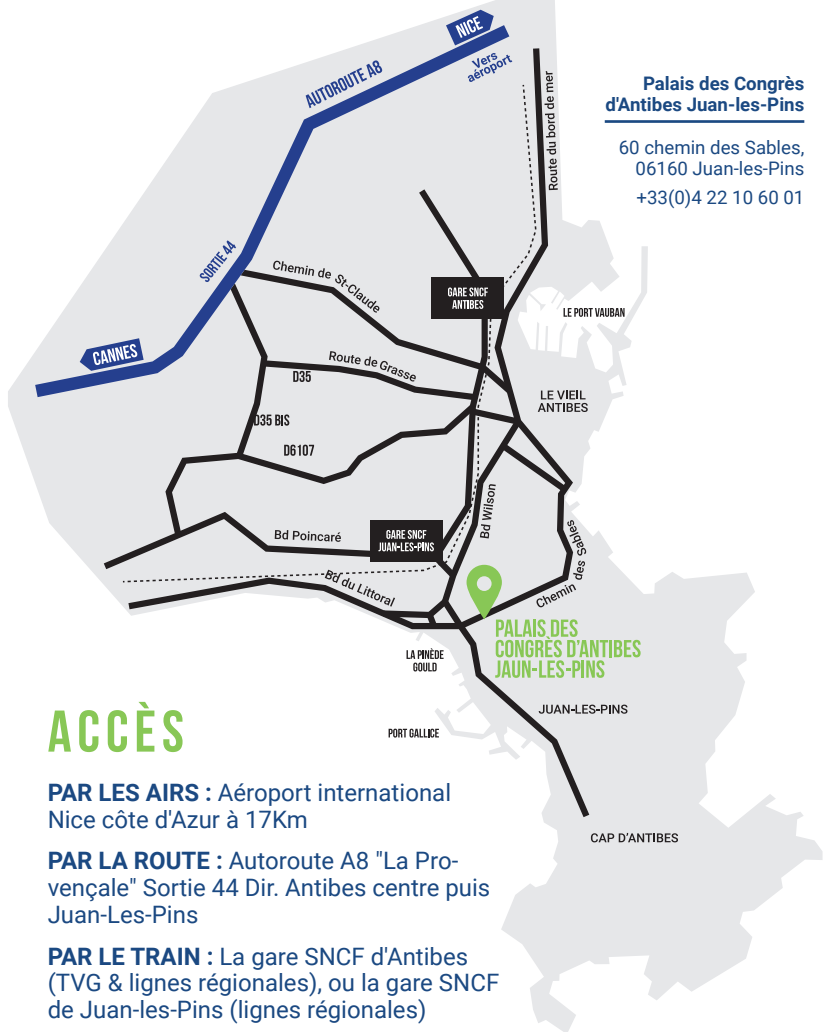 NICE
Vers
aéroport
AUTOROUTE A8
Palais des Congrès
d'Antibes Juan-les-Pins
60 chemin des Sables,
06160 Juan-les-Pins
+33(0)4 22 10 60 01
Route du bord de mer
SORTIE 44
Chemin de St-Claude
GARE SNCF
ANTIBES
LE PORT VAUBAN
CANNES
Route de Grasse
D35
LE VIEIL
ANTIBES
D35 BIS
D6107
Bd Wilson
Bd Poincaré
GARE SNCF
JUAN-LES-PINS
Chemin des Sables
Bd du Littoral
PALAIS DES
CONGRÈS D'ANTIBES
JAUN-LES-PINS
LA PINÈDE
GOULD
JUAN-LES-PINS
PORT GALLICE
CAP D'ANTIBES
ACCÈS
PAR LES AIRS : Aéroport international
Nice côte d'Azur à 17Km
PAR LA ROUTE : Autoroute A8 "La Pro-
vençale" Sortie 44 Dir. Antibes centre puis
Juan-Les-Pins
PAR LE TRAIN : La gare SNCF d'Antibes
(TVG & lignes régionales), ou la gare SNCF
de Juan-les-Pins (lignes régionales)